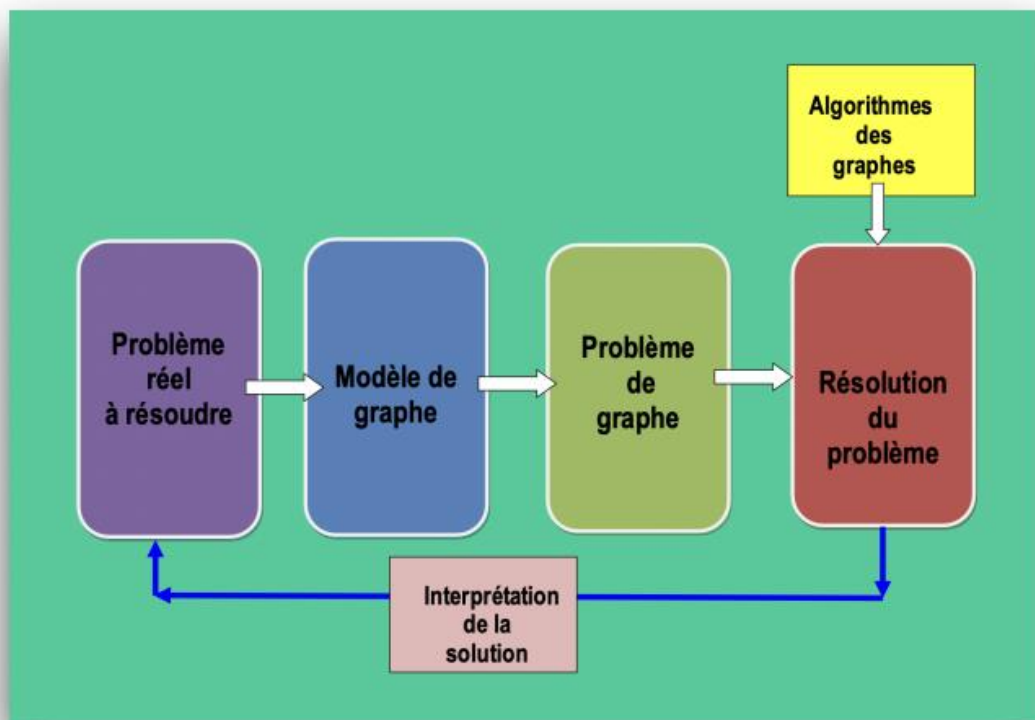 Algorithmes
des
graphes
Problème
réel
à résoudre
Modèle de
graphe
Problème
de
graphe
Résolution
du
problème
Interprétation
de la
solution